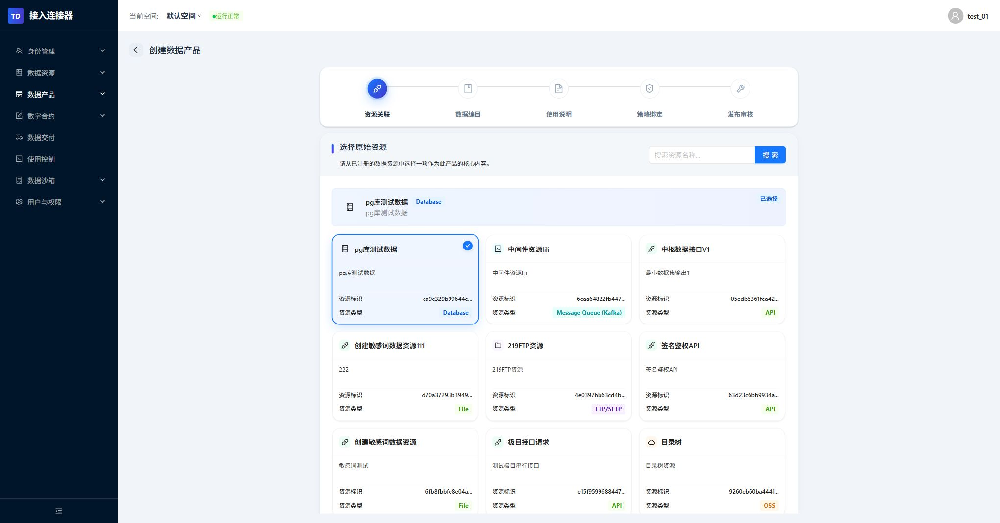 TD 接入连接器
当前空间: 默认空间 运行正常
test_01
身份管理
数据资源
数据产品
数字合约
数据交付
使用控制
数据沙箱
用户与权限
创建数据产品
资源关联 数据编目 使用说明 策略绑定 发布审核
选择原始资源
请从已注册的数据资源中选择一项作为此产品的核心内容。
搜索资源名称... 搜 索
pg库测试数据 Database 已选择
pg库测试数据
pg库测试数据
pg库测试数据
资源标识 ca9c329b99644e...
资源类型 Database
中间件资源lili
中间件资源lili
资源标识 6caa64822fb447...
资源类型 Message Queue (Kafka)
中枢数据接口V1
最小数据集输出1
资源标识 05edb5361fea42...
资源类型 API
创建敏感词数据资源111
222
资源标识 d70a37293b3949...
资源类型 File
219FTP资源
219FTP资源
资源标识 4e0397bb63cd4b...
资源类型 FTP/SFTP
签名鉴权API
签名鉴权API
资源标识 63d23c6bb9934a...
资源类型 API
创建敏感词数据资源
敏感词测试
资源标识 6fb8fbbfe8e04a...
资源类型 File
极目接口请求
测试极目串行接口
资源标识 e15f9599688447...
资源类型 API
目录树
目录树资源
资源标识 9260eb60ba4441...
资源类型 OSS